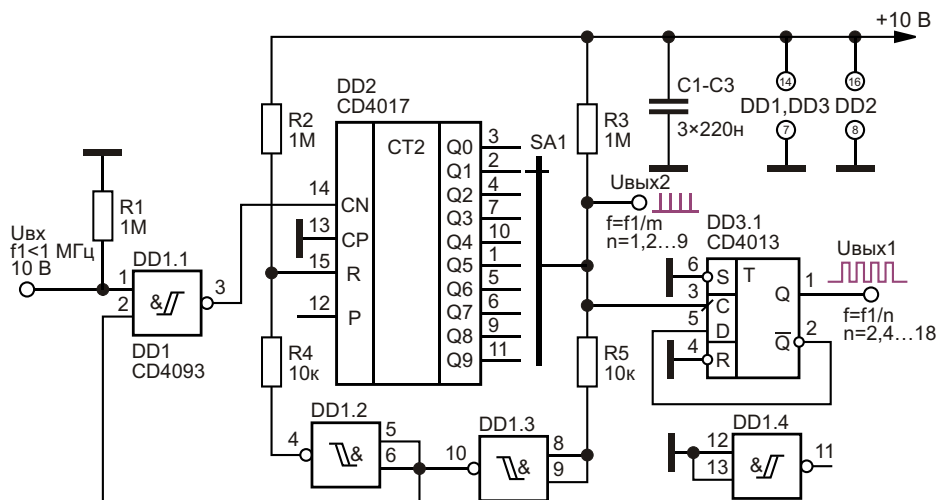 +10 В
DD2
CD4017
R2
1М
CT2
14
CN
13
CP
15
R
12
P
Q0
3
Q1
2
Q2
4
Q3
7
Q4
10
Q5
1
Q6
5
Q7
6
Q8
9
Q9
11
SA1
R3
1М
C1-C3
3×220н
14
16
DD1,DD3
DD2
7
8
R1
1М
Uвх
f1<1 МГц
10 В
DD1.1
1
2
&
3
DD1
CD4093
Uвых2
f=f1/m
n=1,2...9
DD3.1
CD4013
6
S
T
3
C
5
D
4
R
Q
1
Q
2
Uвых1
f=f1/n
n=2,4...18
R4
10к
R5
10к
DD1.2
4
&
5
6
DD1.3
10
&
8
9
DD1.4
12
13
&
11